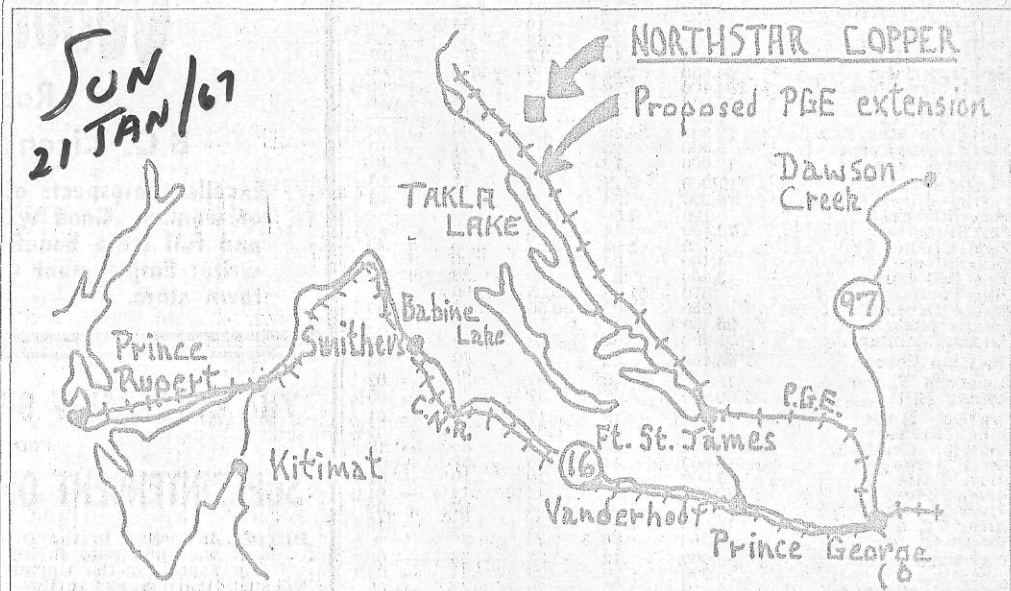 SUN
21 JAN/67
NORTHSTAR COPPER
Proposed PGE extension
Dawson
Creek
TAKLA
LAKE
97
Babine
Lake
Smithers
Prince
Rupert
P.G.E.
C.N.R.
Ft. St. James
16
Kitimat
Vanderhoof
Prince George